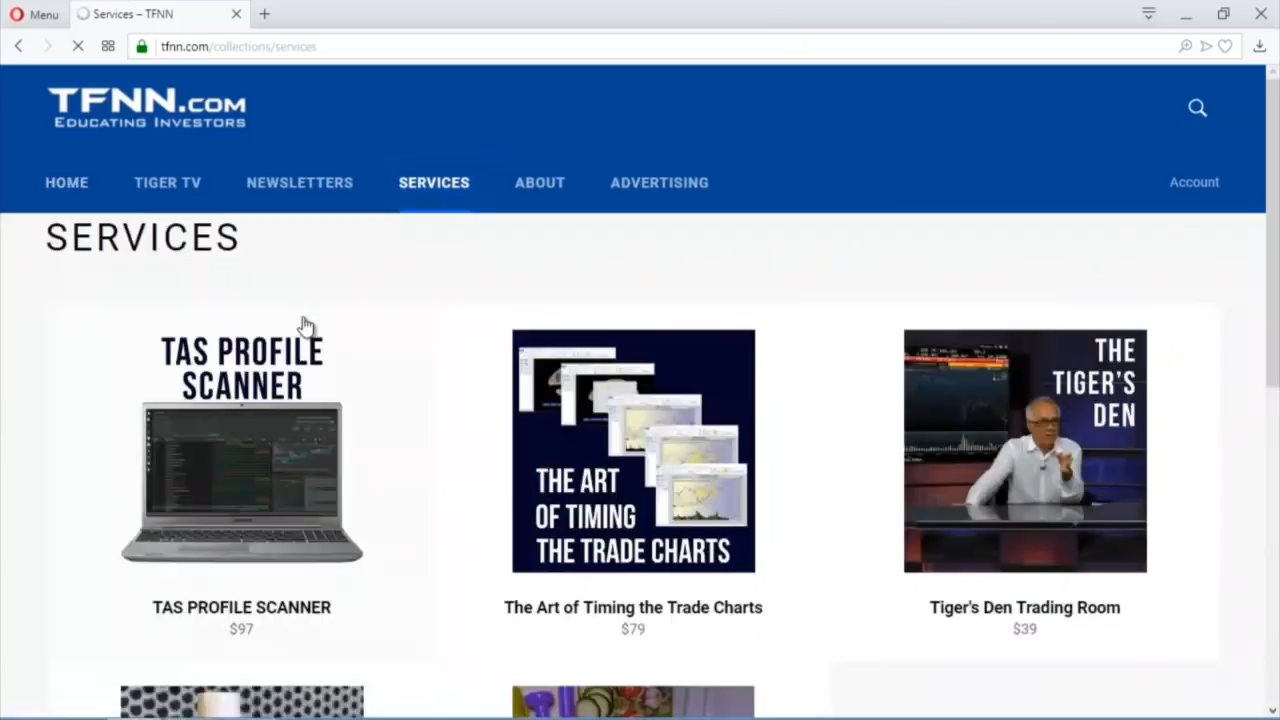 Menu
Services – TFNN
tfnn.com/collections/services
TFNN.COM
EDUCATING INVESTORS
HOME TIGER TV NEWSLETTERS SERVICES ABOUT ADVERTISING Account
SERVICES
TAS PROFILE
SCANNER
THE ART
OF TIMING
THE TRADE CHARTS
THE
TIGER'S
DEN
TAS PROFILE SCANNER
$97
The Art of Timing the Trade Charts
$79
Tiger's Den Trading Room
$39